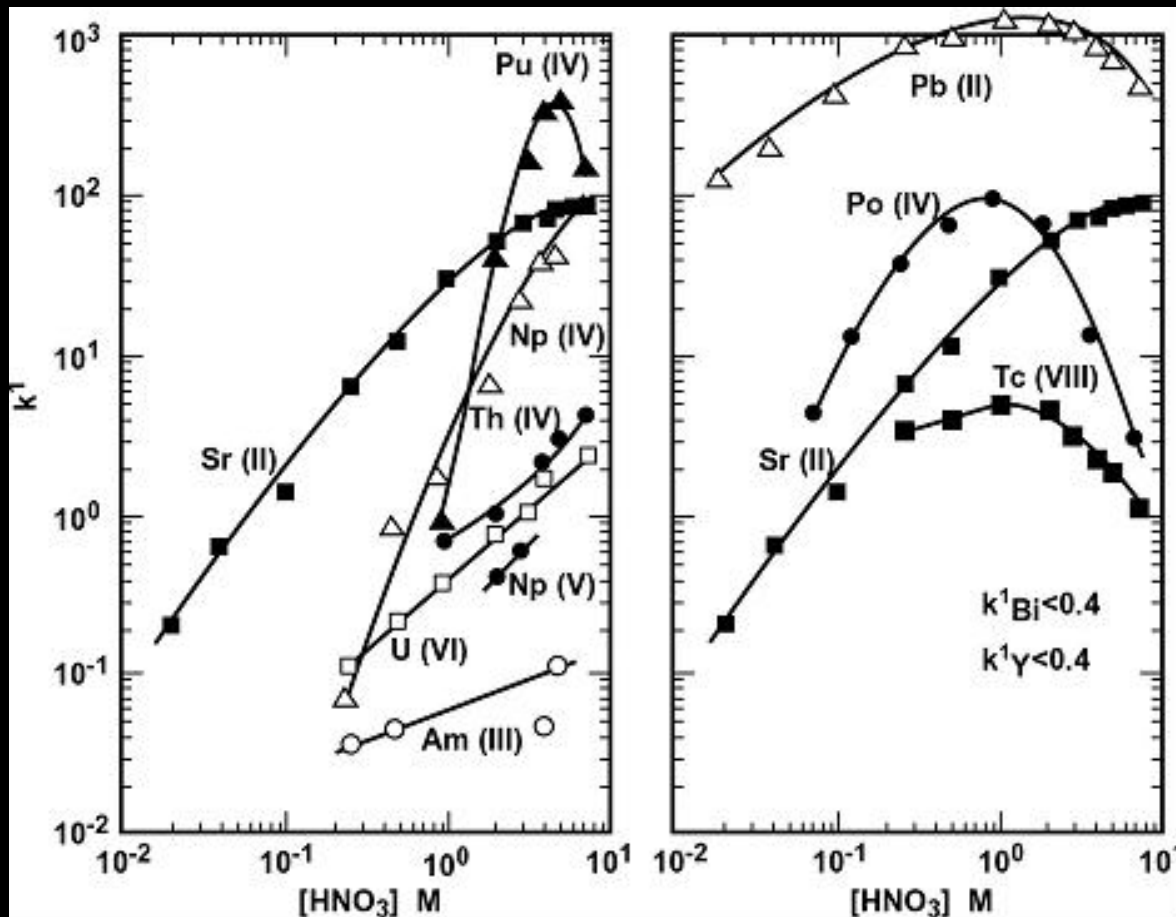 10³
10²
10¹
10⁰
10⁻¹
10⁻²
k¹
Pu (IV)
Np (IV)
Th (IV)
Sr (II)
Np (V)
U (VI)
Am (III)
10⁻² 10⁻¹ 10⁰ 10¹
[HNO₃] M
Pb (II)
Po (IV)
Tc (VIII)
Sr (II)
k¹Bi<0.4
k¹Y<0.4
10⁻² 10⁻¹ 10⁰ 10¹
[HNO₃] M